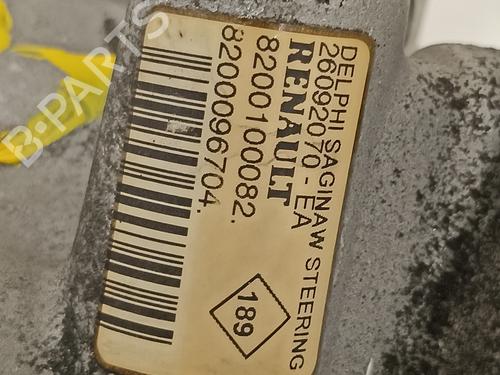 DELPHI SAGINAW STEERING
26092070 - EA
RENAULT
8200100082.
8200096704.
189
B-PARTS